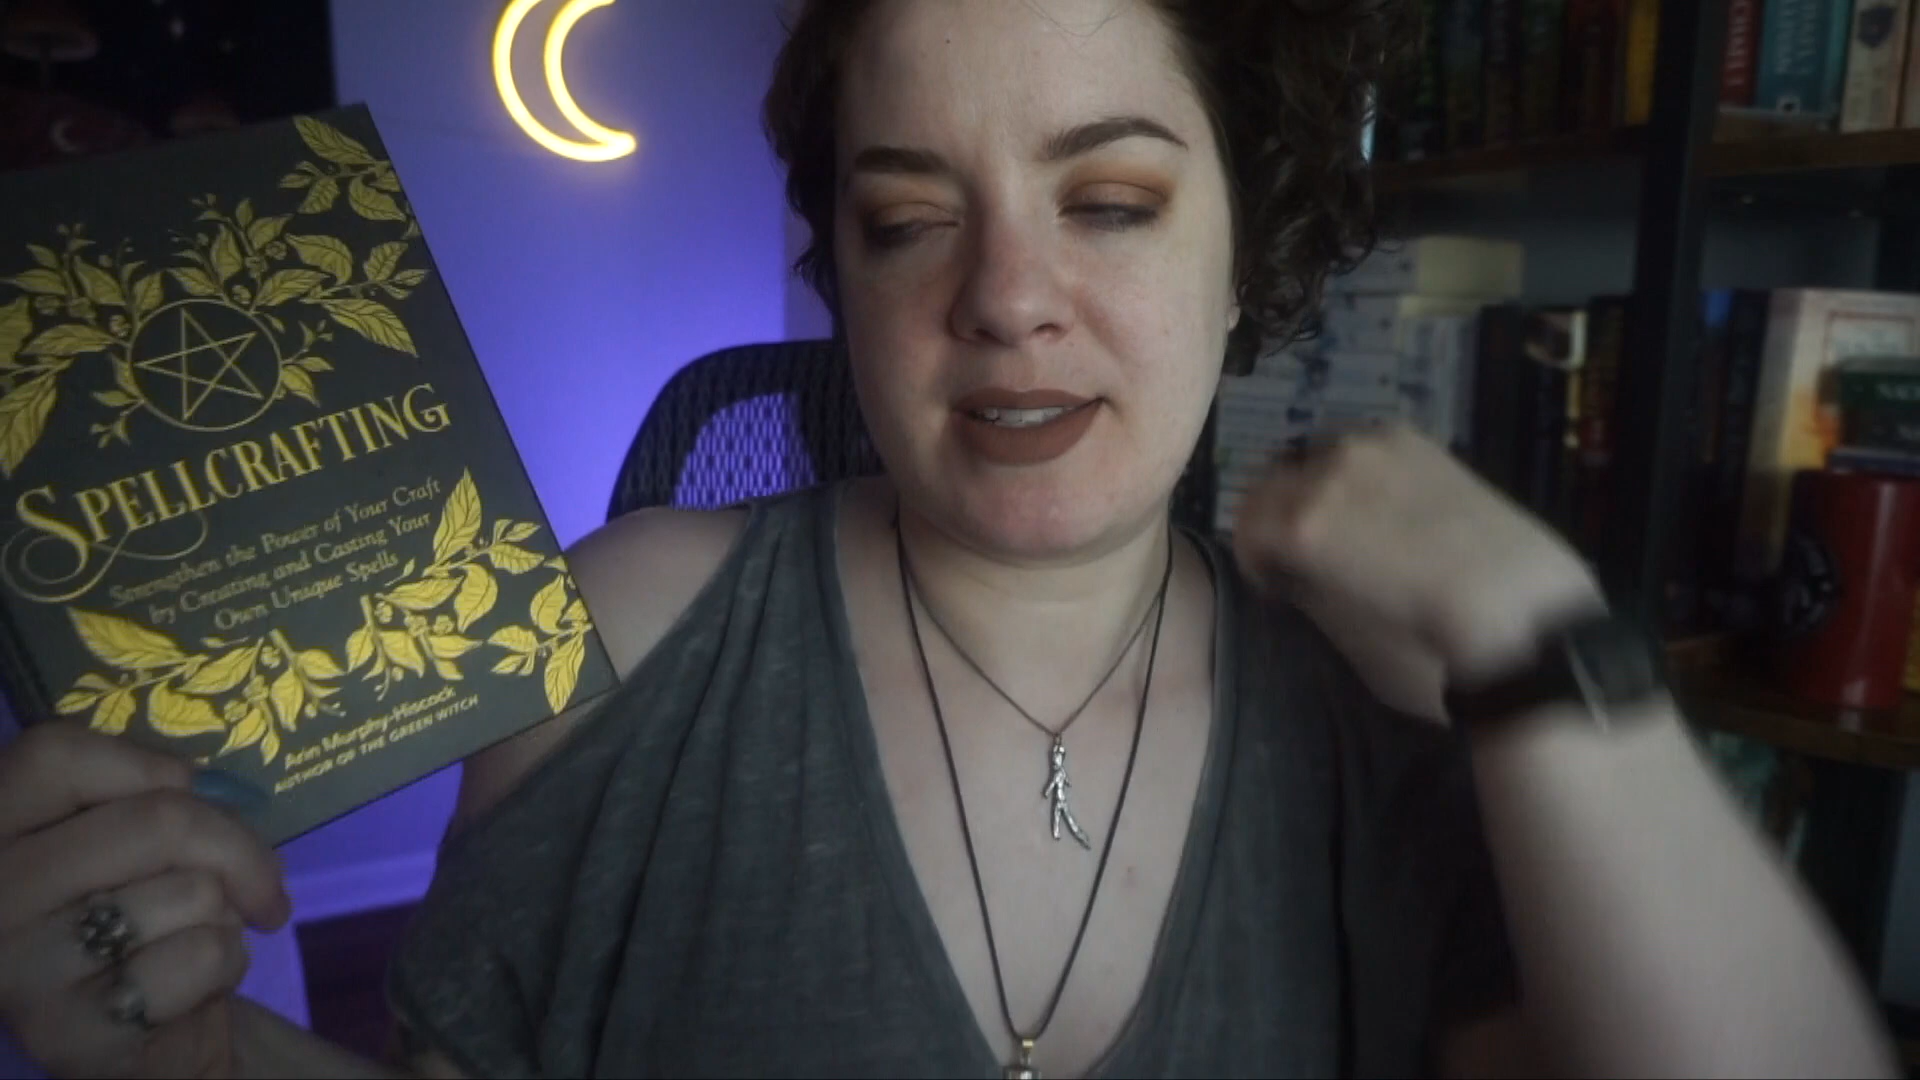 SPELLCRAFTING
Strengthen the Power of Your Craft
by Creating and Casting Your
Own Unique Spells
Arin Murphy-Hiscock
AUTHOR OF THE GREEN WITCH